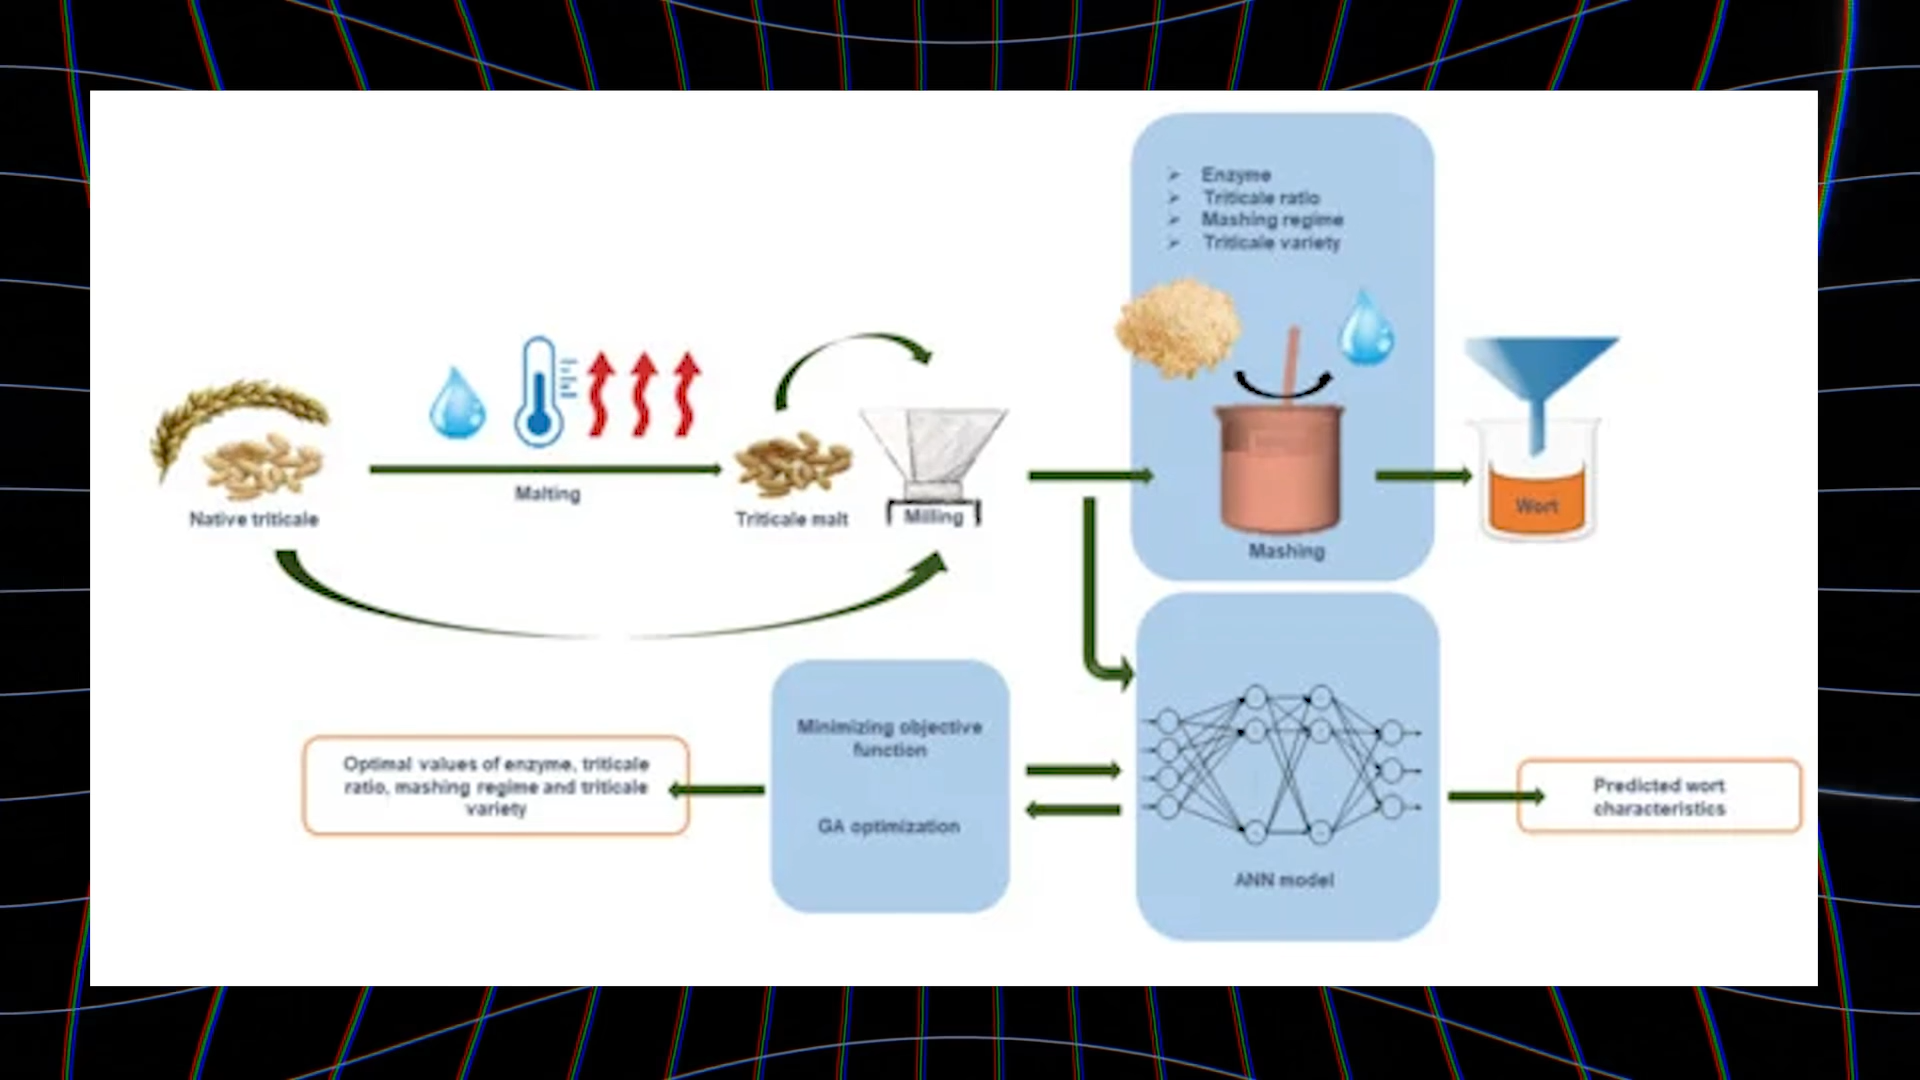 Enzyme
Triticale ratio
Mashing regime
Triticale variety
Malting
Native triticale
Triticale malt
Milling
Mashing
Wort
Minimizing objective
function
GA optimization
Optimal values of enzyme, triticale
ratio, mashing regime and triticale
variety
ANN model
Predicted wort
characteristics